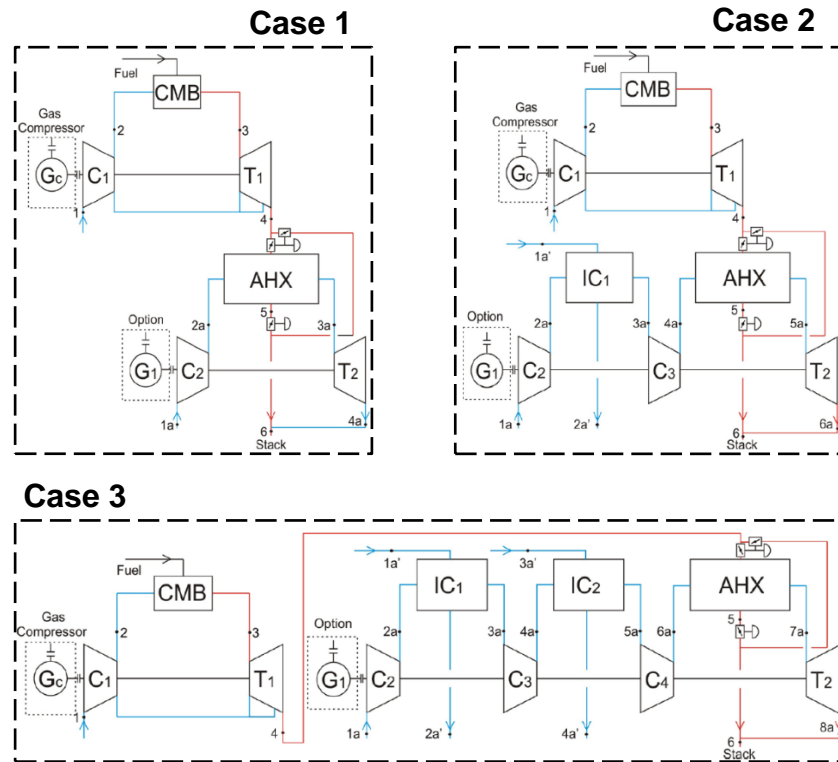 Case 1
Fuel
CMB
Gas
Compressor
2
3
Gc
C1
T1
1
4
AHX
5
2a
3a
Option
G1
C2
T2
1a
6
4a
Stack
Case 2
Fuel
CMB
Gas
Compressor
2
3
Gc
C1
T1
1
4
1a'
IC1
AHX
5
2a
3a
4a
5a
Option
G1
C2
C3
T2
1a
2a'
6
6a
Stack
Case 3
Fuel
CMB
1a'
3a'
Gas
Compressor
IC1
IC2
AHX
2
3
Option
5
2a
3a
4a
5a
6a
7a
Gc
C1
T1
G1
C2
C3
C4
T2
1
4
1a
2a'
4a'
6
8a
Stack